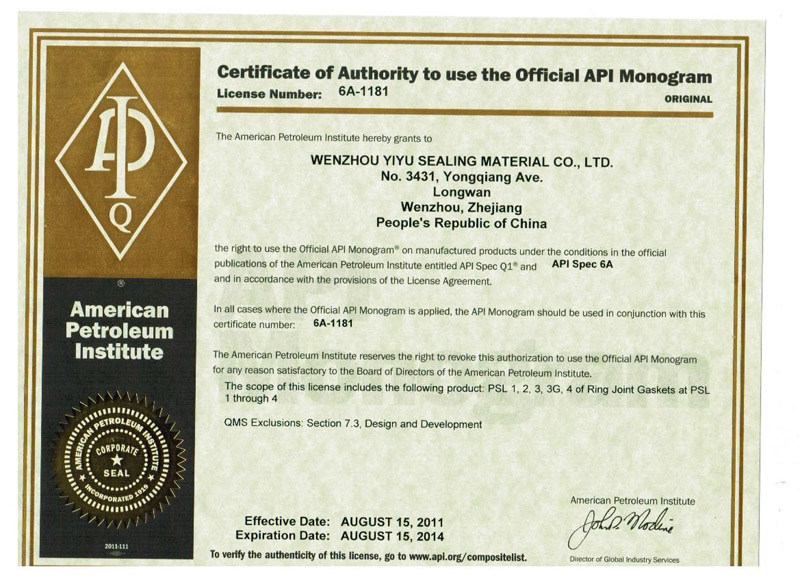 Certificate of Authority to use the Official API Monogram
License Number: 6A-1181
ORIGINAL
The American Petroleum Institute hereby grants to
WENZHOU YIYU SEALING MATERIAL CO., LTD.
No. 3431, Yongqiang Ave.
Longwan
Wenzhou, Zhejiang
People's Republic of China
the right to use the Official API Monogram® on manufactured products under the conditions in the official
publications of the American Petroleum Institute entitled API Spec Q1® and API Spec 6A
and in accordance with the provisions of the License Agreement.
In all cases where the Official API Monogram is applied, the API Monogram should be used in conjunction with this
certificate number: 6A-1181
The American Petroleum Institute reserves the right to revoke this authorization to use the Official API Monogram
for any reason satisfactory to the Board of Directors of the American Petroleum Institute.
The scope of this license includes the following product: PSL 1, 2, 3, 3G, 4 of Ring Joint Gaskets at PSL
1 through 4
QMS Exclusions: Section 7.3, Design and Development
American Petroleum Institute
Effective Date: AUGUST 15, 2011
Expiration Date: AUGUST 15, 2014
To verify the authenticity of this license, go to www.api.org/compositelist.
Director of Global Industry Services
API
Q
®
American
Petroleum
Institute
AMERICAN PETROLEUM INSTITUTE
CORPORATE
SEAL
INCORPORATED 1919
2011-111